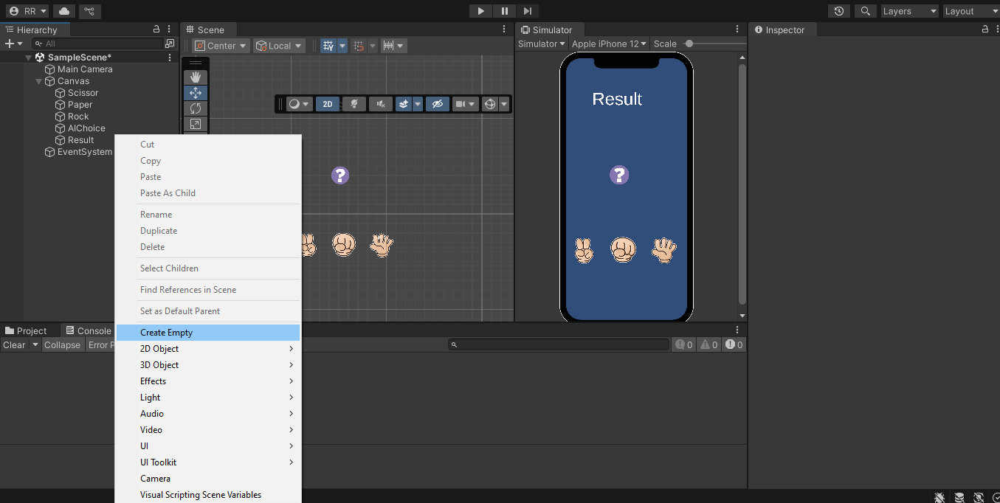 RR
Layers
Layout
Hierarchy
All
SampleScene*
Main Camera
Canvas
Scissor
Paper
Rock
AIChoice
Result
EventSystem
Scene
Center
Local
2D
Simulator
Simulator
Apple iPhone 12
Scale
Result
?
?
Inspector
Cut
Copy
Paste
Paste As Child
Rename
Duplicate
Delete
Select Children
Find References in Scene
Set as Default Parent
Create Empty
2D Object
3D Object
Effects
Light
Audio
Video
UI
UI Toolkit
Camera
Visual Scripting Scene Variables
Project
Console
Clear
Collapse
Error P
0
0
0